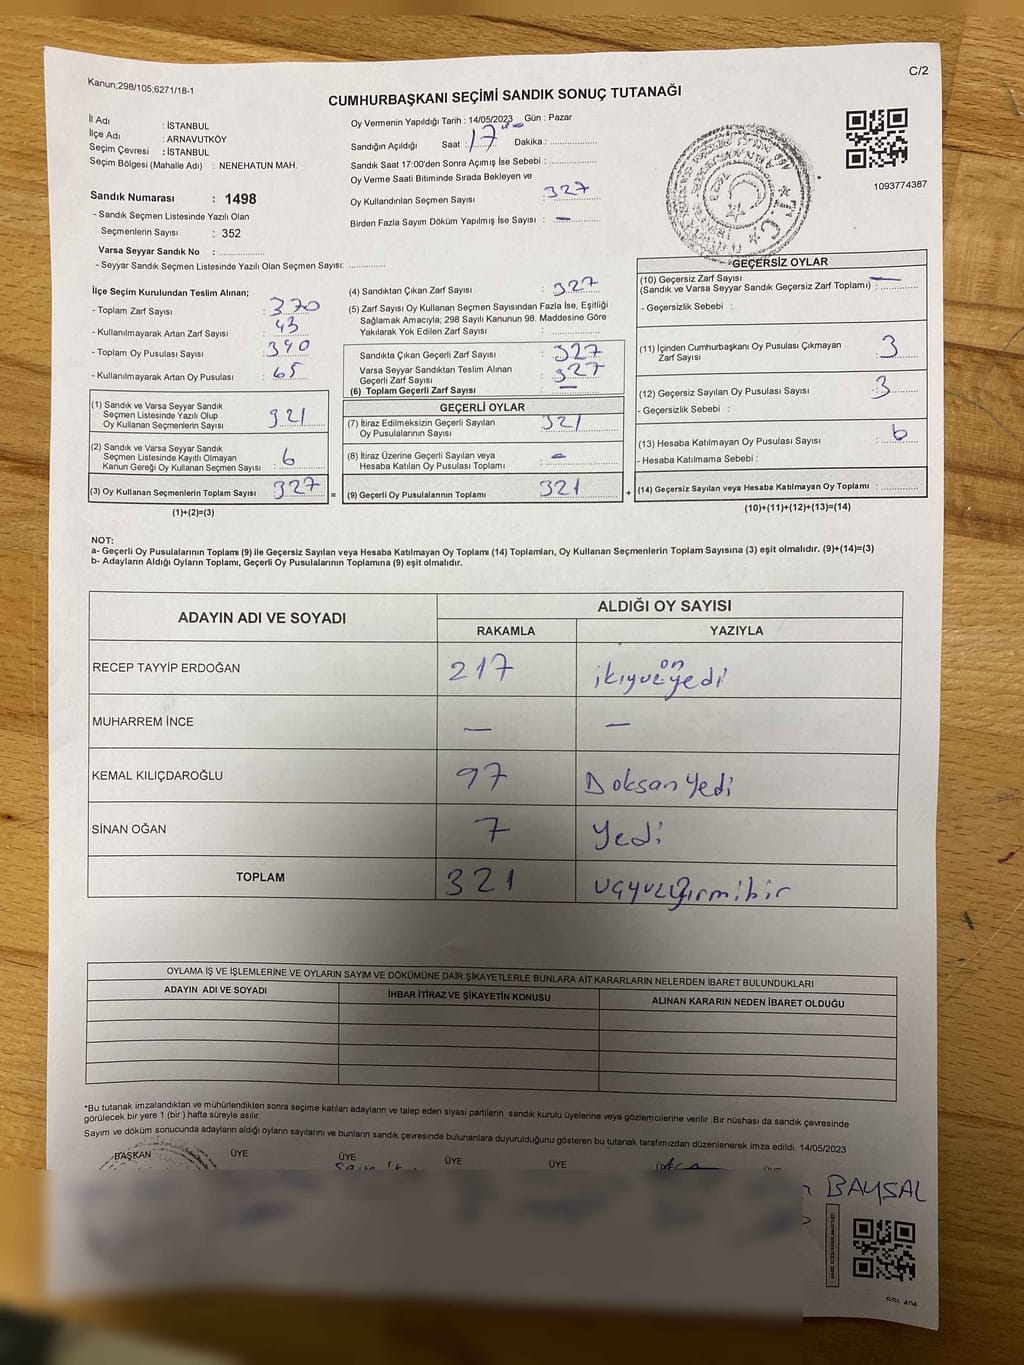 Kanun;298/105;6271/18-1
C/2
CUMHURBAŞKANI SEÇİMİ SANDIK SONUÇ TUTANAĞI
İl Adı : İSTANBUL
İlçe Adı : ARNAVUTKÖY
Seçim Çevresi : İSTANBUL
Seçim Bölgesi (Mahalle Adı) : NENEHATUN MAH.
Sandık Numarası : 1498
- Sandık Seçmen Listesinde Yazılı Olan
Seçmenlerin Sayısı : 352
Varsa Seyyar Sandık No :
- Seyyar Sandık Seçmen Listesinde Yazılı Olan Seçmen Sayısı:
Oy Vermenin Yapıldığı Tarih : 14/05/2023 Gün : Pazar
Sandığın Açıldığı Saat : 17 Dakika :
Sandık Saat 17:00'den Sonra Açımış İse Sebebi :
Oy Verme Saati Bitiminde Sırada Bekleyen ve
Oy Kullandırılan Seçmen Sayısı : 327
Birden Fazla Sayım Döküm Yapılmış İse Sayısı : —
1093774387
İlçe Seçim Kurulundan Teslim Alınan;
- Toplam Zarf Sayısı : 370
- Kullanılmayarak Artan Zarf Sayısı : 43
- Toplam Oy Pusulası Sayısı : 390
- Kullanılmayarak Artan Oy Pusulası : 65
(1) Sandık ve Varsa Seyyar Sandık
Seçmen Listesinde Yazılı Olup
Oy Kullanan Seçmenlerin Sayısı : 321
(2) Sandık ve Varsa Seyyar Sandık
Seçmen Listesinde Kayıtlı Olmayan
Kanun Gereği Oy Kullanan Seçmen Sayısı : 6
(3) Oy Kullanan Seçmenlerin Toplam Sayısı : 327
(1)+(2)=(3)
=
(4) Sandıktan Çıkan Zarf Sayısı : 327
(5) Zarf Sayısı Oy Kullanan Seçmen Sayısından Fazla İse, Eşitliği
Sağlamak Amacıyla; 298 Sayılı Kanunun 98. Maddesine Göre
Yakılarak Yok Edilen Zarf Sayısı :
Sandıkta Çıkan Geçerli Zarf Sayısı : 327
Varsa Seyyar Sandıktan Teslim Alınan
Geçerli Zarf Sayısı : 327
(6) Toplam Geçerli Zarf Sayısı : —
GEÇERLİ OYLAR
(7) İtiraz Edilmeksizin Geçerli Sayılan
Oy Pusulalarının Sayısı : 321
(8) İtiraz Üzerine Geçerli Sayılan veya
Hesaba Katılan Oy Pusulası Toplamı : —
(9) Geçerli Oy Pusulalarının Toplamı : 321
+
GEÇERSİZ OYLAR
(10) Geçersiz Zarf Sayısı
(Sandık ve Varsa Seyyar Sandık Geçersiz Zarf Toplamı) : —
- Geçersizlik Sebebi :
(11) İçinden Cumhurbaşkanı Oy Pusulası Çıkmayan
Zarf Sayısı : 3
(12) Geçersiz Sayılan Oy Pusulası Sayısı : 3
- Geçersizlik Sebebi :
(13) Hesaba Katılmayan Oy Pusulası Sayısı : 6
- Hesaba Katılmama Sebebi :
(14) Geçersiz Sayılan veya Hesaba Katılmayan Oy Toplamı :
(10)+(11)+(12)+(13)=(14)
NOT:
a- Geçerli Oy Pusulalarının Toplamı (9) ile Geçersiz Sayılan veya Hesaba Katılmayan Oy Toplamı (14) Toplamları, Oy Kullanan Seçmenlerin Toplam Sayısına (3) eşit olmalıdır. (9)+(14)=(3)
b- Adayların Aldığı Oyların Toplamı, Geçerli Oy Pusulalarının Toplamına (9) eşit olmalıdır.
ADAYIN ADI VE SOYADI
ALDIĞI OY SAYISI
RAKAMLA YAZIYLA
RECEP TAYYİP ERDOĞAN 217 ikiyüz on yedi
MUHARREM İNCE — —
KEMAL KILIÇDAROĞLU 97 Doksan Yedi
SİNAN OĞAN 7 Yedi
TOPLAM 321 üçyüzyirmibir
OYLAMA İŞ VE İŞLEMLERİNE VE OYLARIN SAYIM VE DÖKÜMÜNE DAİR ŞİKAYETLERLE BUNLARA AİT KARARLARIN NELERDEN İBARET BULUNDUKLARI
ADAYIN ADI VE SOYADI İHBAR İTİRAZ VE ŞİKAYETİN KONUSU ALINAN KARARIN NEDEN İBARET OLDUĞU
*Bu tutanak imzalandıktan ve mühürlendikten sonra seçime katılan adayların ve talep eden siyasi partilerin sandık kurulu üyelerine veya gözlemcilerine verilir. Bir nüshası da sandık çevresinde
görülecek bir yere 1 (bir) hafta süreyle asılır.
Sayım ve döküm sonucunda adayların aldığı oyların sayılarını ve bunların sandık çevresinde bulunanlara duyurulduğunu gösteren bu tutanak tarafımızdan düzenlenerek imza edildi. 14/05/2023
BAŞKAN ÜYE ÜYE ÜYE ÜYE ÜYE
BAYSAL